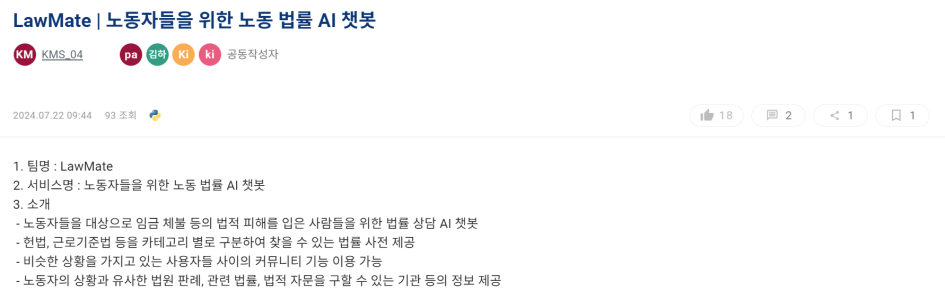 LawMate | 노동자들을 위한 노동 법률 AI 챗봇
KM KMS_04 pa 김하 Ki ki 공동작성자
2024.07.22 09:44 93 조회 18 2 1 1
1. 팀명 : LawMate
2. 서비스명 : 노동자들을 위한 노동 법률 AI 챗봇
3. 소개
- 노동자들을 대상으로 임금 체불 등의 법적 피해를 입은 사람들을 위한 법률 상담 AI 챗봇
- 헌법, 근로기준법 등을 카테고리 별로 구분하여 찾을 수 있는 법률 사전 제공
- 비슷한 상황을 가지고 있는 사용자들 사이의 커뮤니티 기능 이용 가능
- 노동자의 상황과 유사한 법원 판례, 관련 법률, 법적 자문을 구할 수 있는 기관 등의 정보 제공